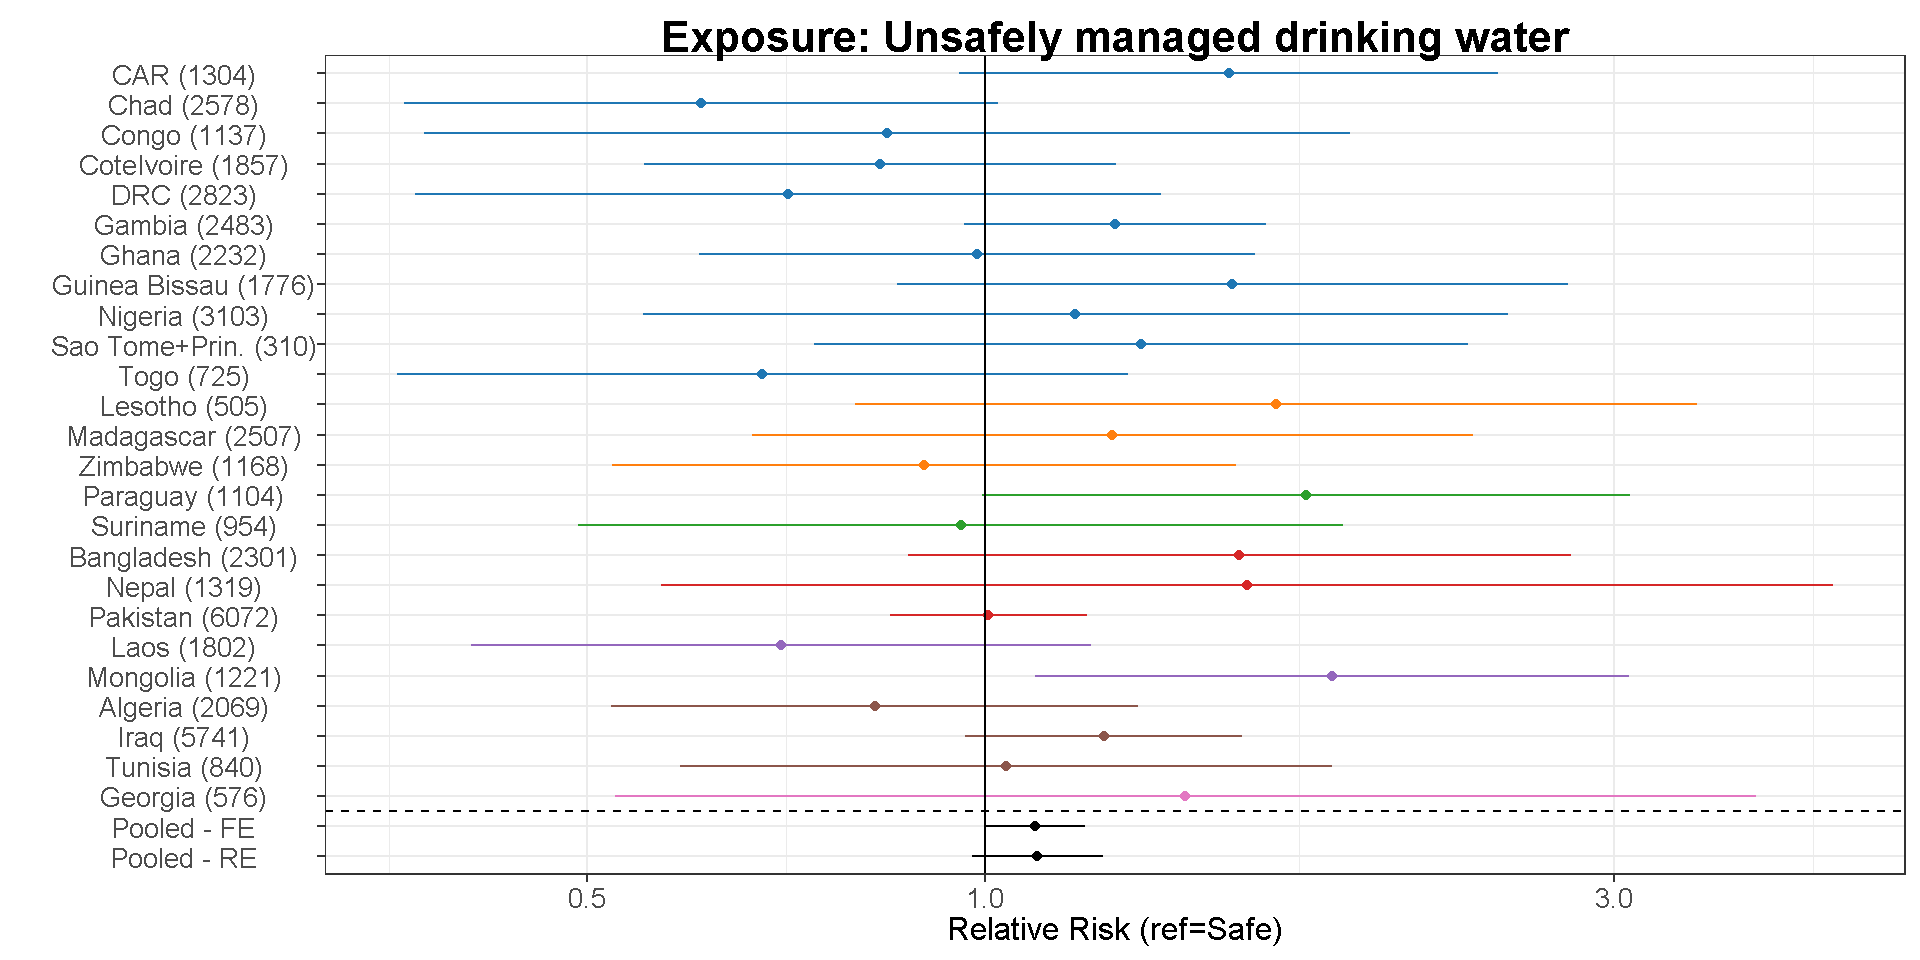 Exposure: Unsafely managed drinking water
CAR (1304)
Chad (2578)
Congo (1137)
CoteIvoire (1857)
DRC (2823)
Gambia (2483)
Ghana (2232)
Guinea Bissau (1776)
Nigeria (3103)
Sao Tome+Prin. (310)
Togo (725)
Lesotho (505)
Madagascar (2507)
Zimbabwe (1168)
Paraguay (1104)
Suriname (954)
Bangladesh (2301)
Nepal (1319)
Pakistan (6072)
Laos (1802)
Mongolia (1221)
Algeria (2069)
Iraq (5741)
Tunisia (840)
Georgia (576)
Pooled - FE
Pooled - RE
0.5 1.0 3.0
Relative Risk (ref=Safe)